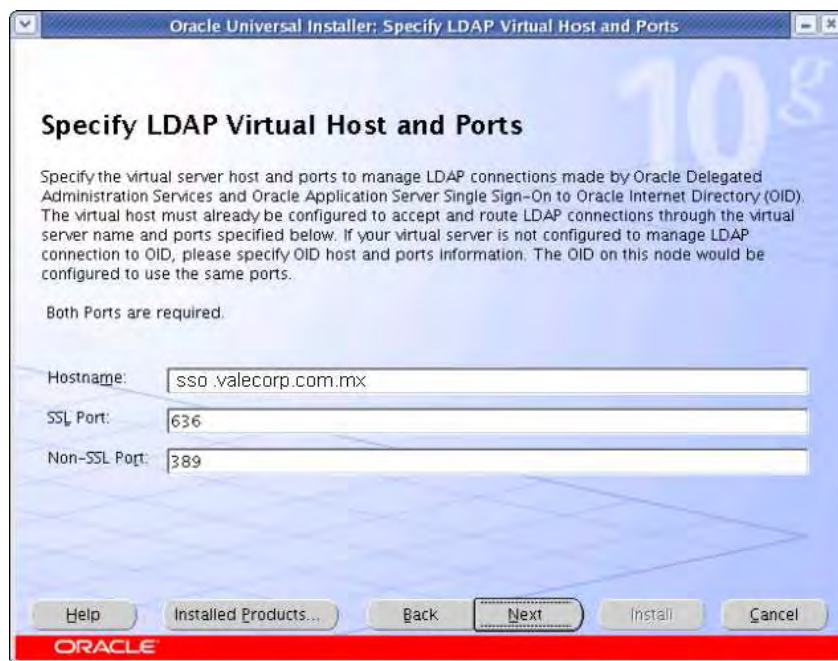 Oracle Universal Installer: Specify LDAP Virtual Host and Ports
10g
Specify LDAP Virtual Host and Ports
Specify the virtual server host and ports to manage LDAP connections made by Oracle Delegated
Administration Services and Oracle Application Server Single Sign-On to Oracle Internet Directory (OID).
The virtual host must already be configured to accept and route LDAP connections through the virtual
server name and ports specified below. If your virtual server is not configured to manage LDAP
connection to OID, please specify OID host and ports information. The OID on this node would be
configured to use the same ports.
Both Ports are required.
Hostname: sso .valecorp.com.mx
SSL Port: 636
Non-SSL Port: 389
Help Installed Products... Back Next Install Cancel
ORACLE